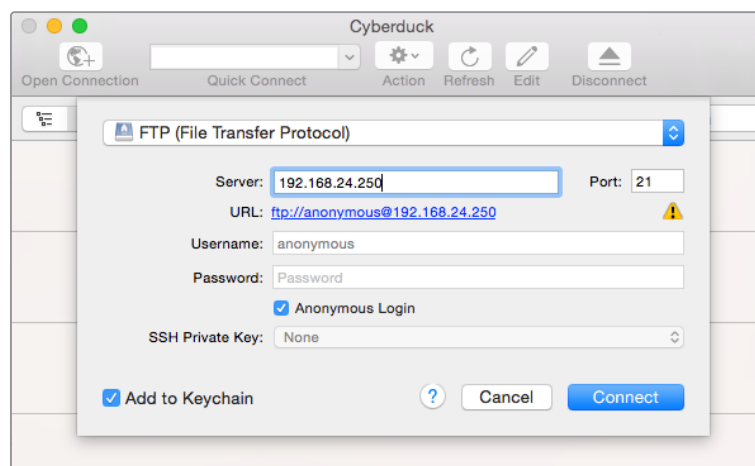 Cyberduck
Open Connection Quick Connect Action Refresh Edit Disconnect
FTP (File Transfer Protocol)
Server: 192.168.24.250 Port: 21
URL: ftp://anonymous@192.168.24.250
Username: anonymous
Password: Password
Anonymous Login
SSH Private Key: None
Add to Keychain ? Cancel Connect